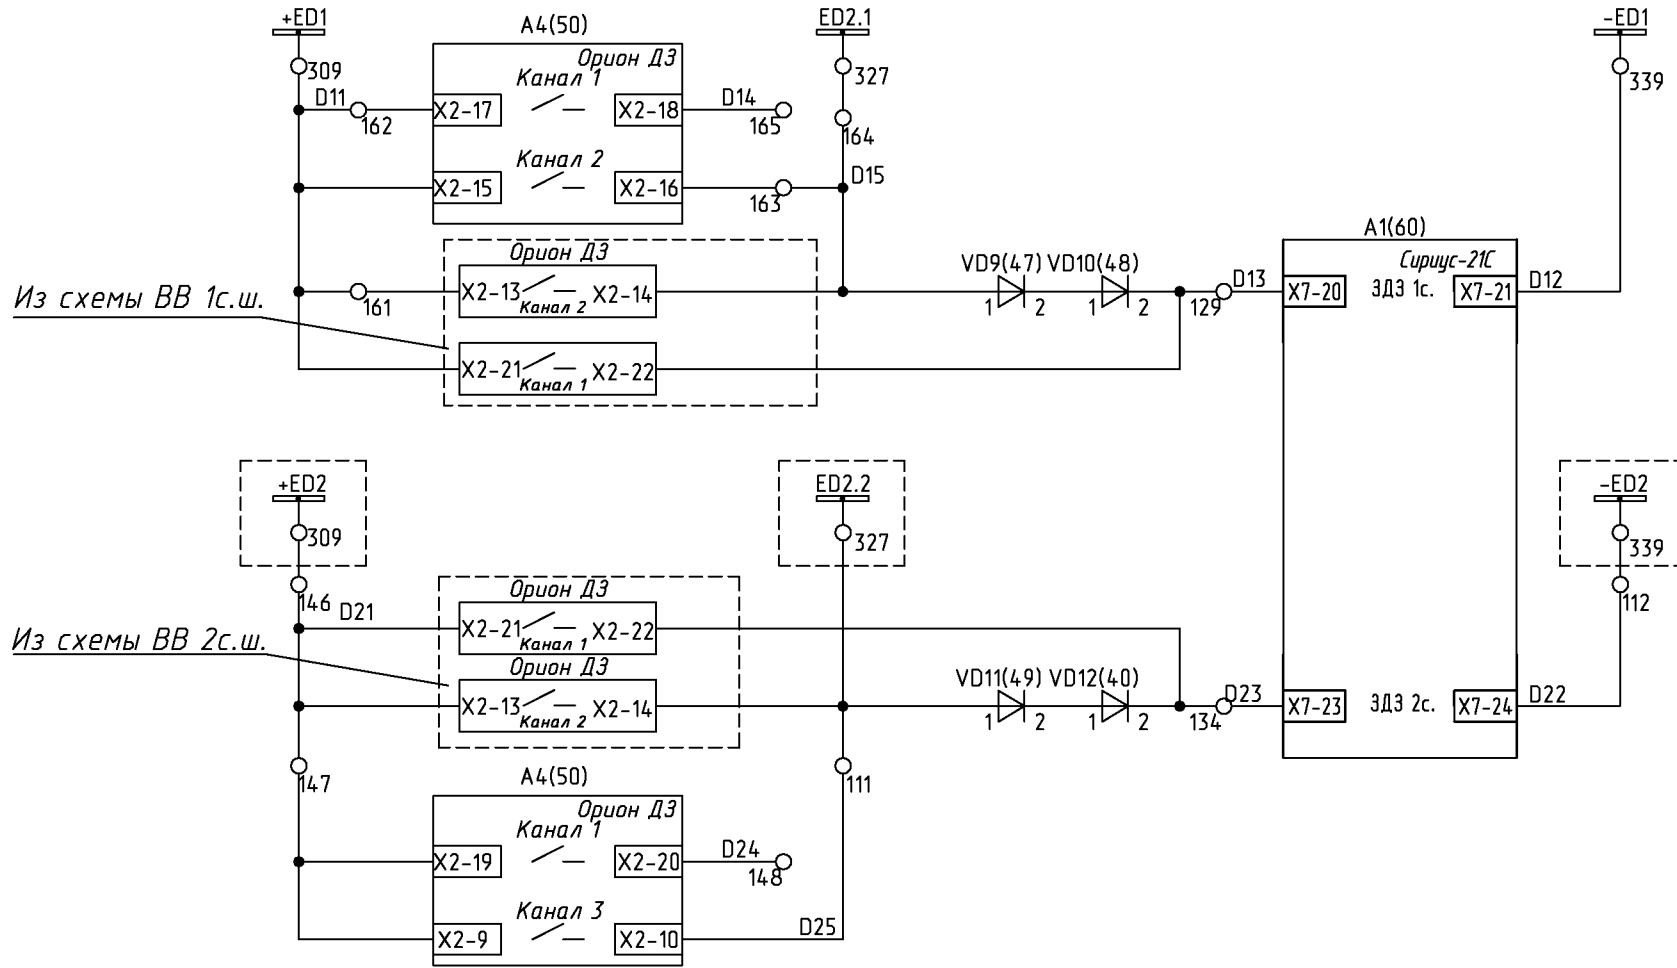 +ED1
A4(50)
ED2.1
-ED1
Орион ДЗ
309
Канал 1
327
339
D11
X2-17
X2-18
D14
162
165
164
Канал 2
D15
X2-15
X2-16
163
A1(60)
Орион ДЗ
VD9(47)
VD10(48)
Сириус-21С
Из схемы ВВ 1с.ш.
X2-13
X2-14
Канал 2
161
1
2
1
2
129
D13
X7-20
ЗДЗ 1с.
X7-21
D12
X2-21
X2-22
Канал 1
+ED2
ED2.2
-ED2
309
327
339
Орион ДЗ
146
D21
112
Из схемы ВВ 2с.ш.
X2-21
X2-22
Канал 1
Орион ДЗ
VD11(49)
VD12(40)
X2-13
X2-14
Канал 2
1
2
1
2
134
D23
X7-23
ЗДЗ 2с.
X7-24
D22
147
A4(50)
111
Орион ДЗ
Канал 1
X2-19
X2-20
D24
148
Канал 3
X2-9
X2-10
D25